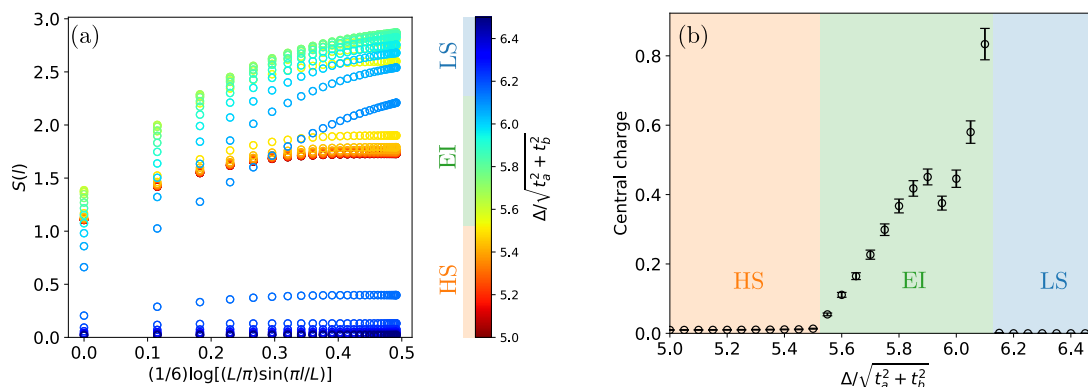 (a)
S(l)
3.0
2.5
2.0
1.5
1.0
0.5
0.0
0.0 0.1 0.2 0.3 0.4 0.5
(1/6)log[(L/π)sin(πl/L)]
LS
EI
HS
6.4
6.2
6.0
5.8
5.6
5.4
5.2
5.0
Δ/√t_a^2 + t_b^2
(b)
Central charge
0.8
0.6
0.4
0.2
0.0
HS EI LS
5.0 5.2 5.4 5.6 5.8 6.0 6.2 6.4
Δ/√t_a^2 + t_b^2